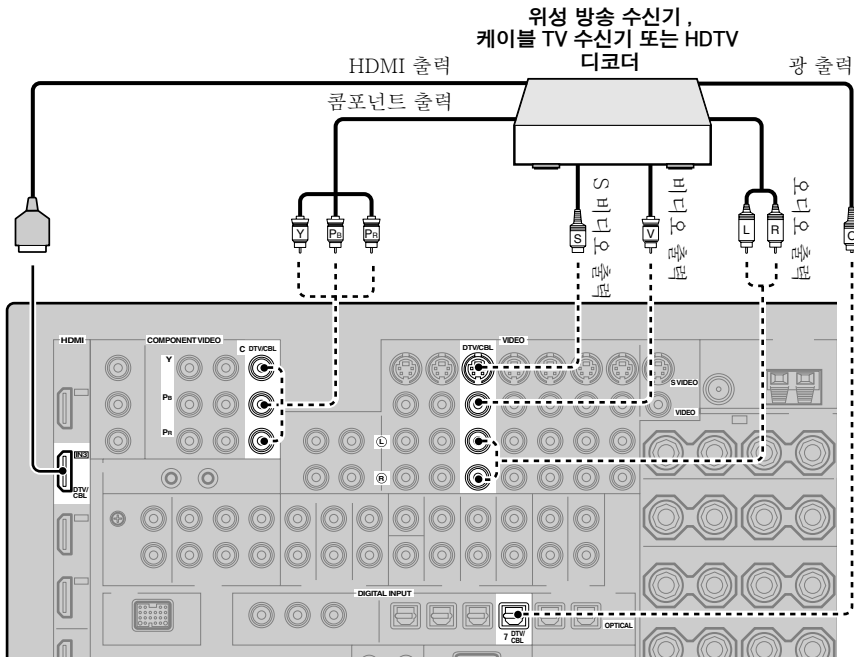 위성 방송 수신기 ,
케이블 TV 수신기 또는 HDTV
디코더
HDMI 출력
광 출력
콤포넌트 출력
S 비디오 출력
비디오 출력
오디오 출력
Y
PB
PR
S
V
L
R
O
HDMI
COMPONENT VIDEO
C DTV/CBL
Y
PB
PR
VIDEO
DTV/CBL
S VIDEO
VIDEO
L
R
IN3
DTV/
CBL
DIGITAL INPUT
7 DTV/
CBL
OPTICAL